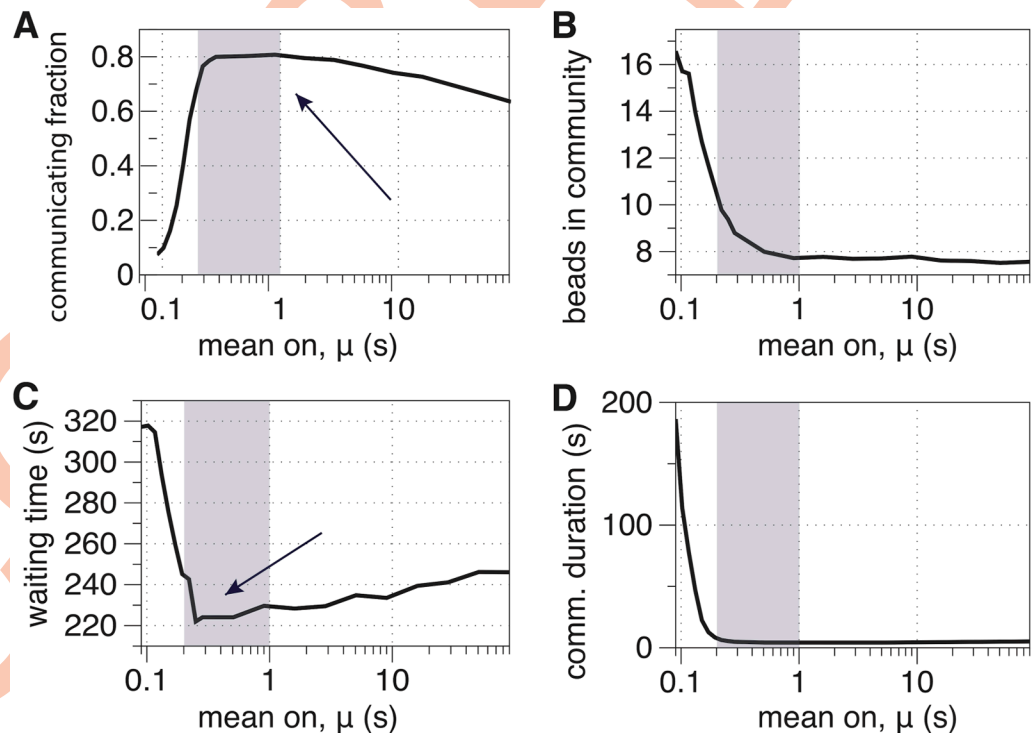 A
communicating fraction
0.8
0.6
0.4
0.2
0
0.1 1 10
mean on, μ (s)
B
beads in community
16
14
12
10
8
0.1 1 10
mean on, μ (s)
C
waiting time (s)
320
300
280
260
240
220
0.1 1 10
mean on, μ (s)
D
comm. duration (s)
200
100
0
0.1 1 10
mean on, μ (s)